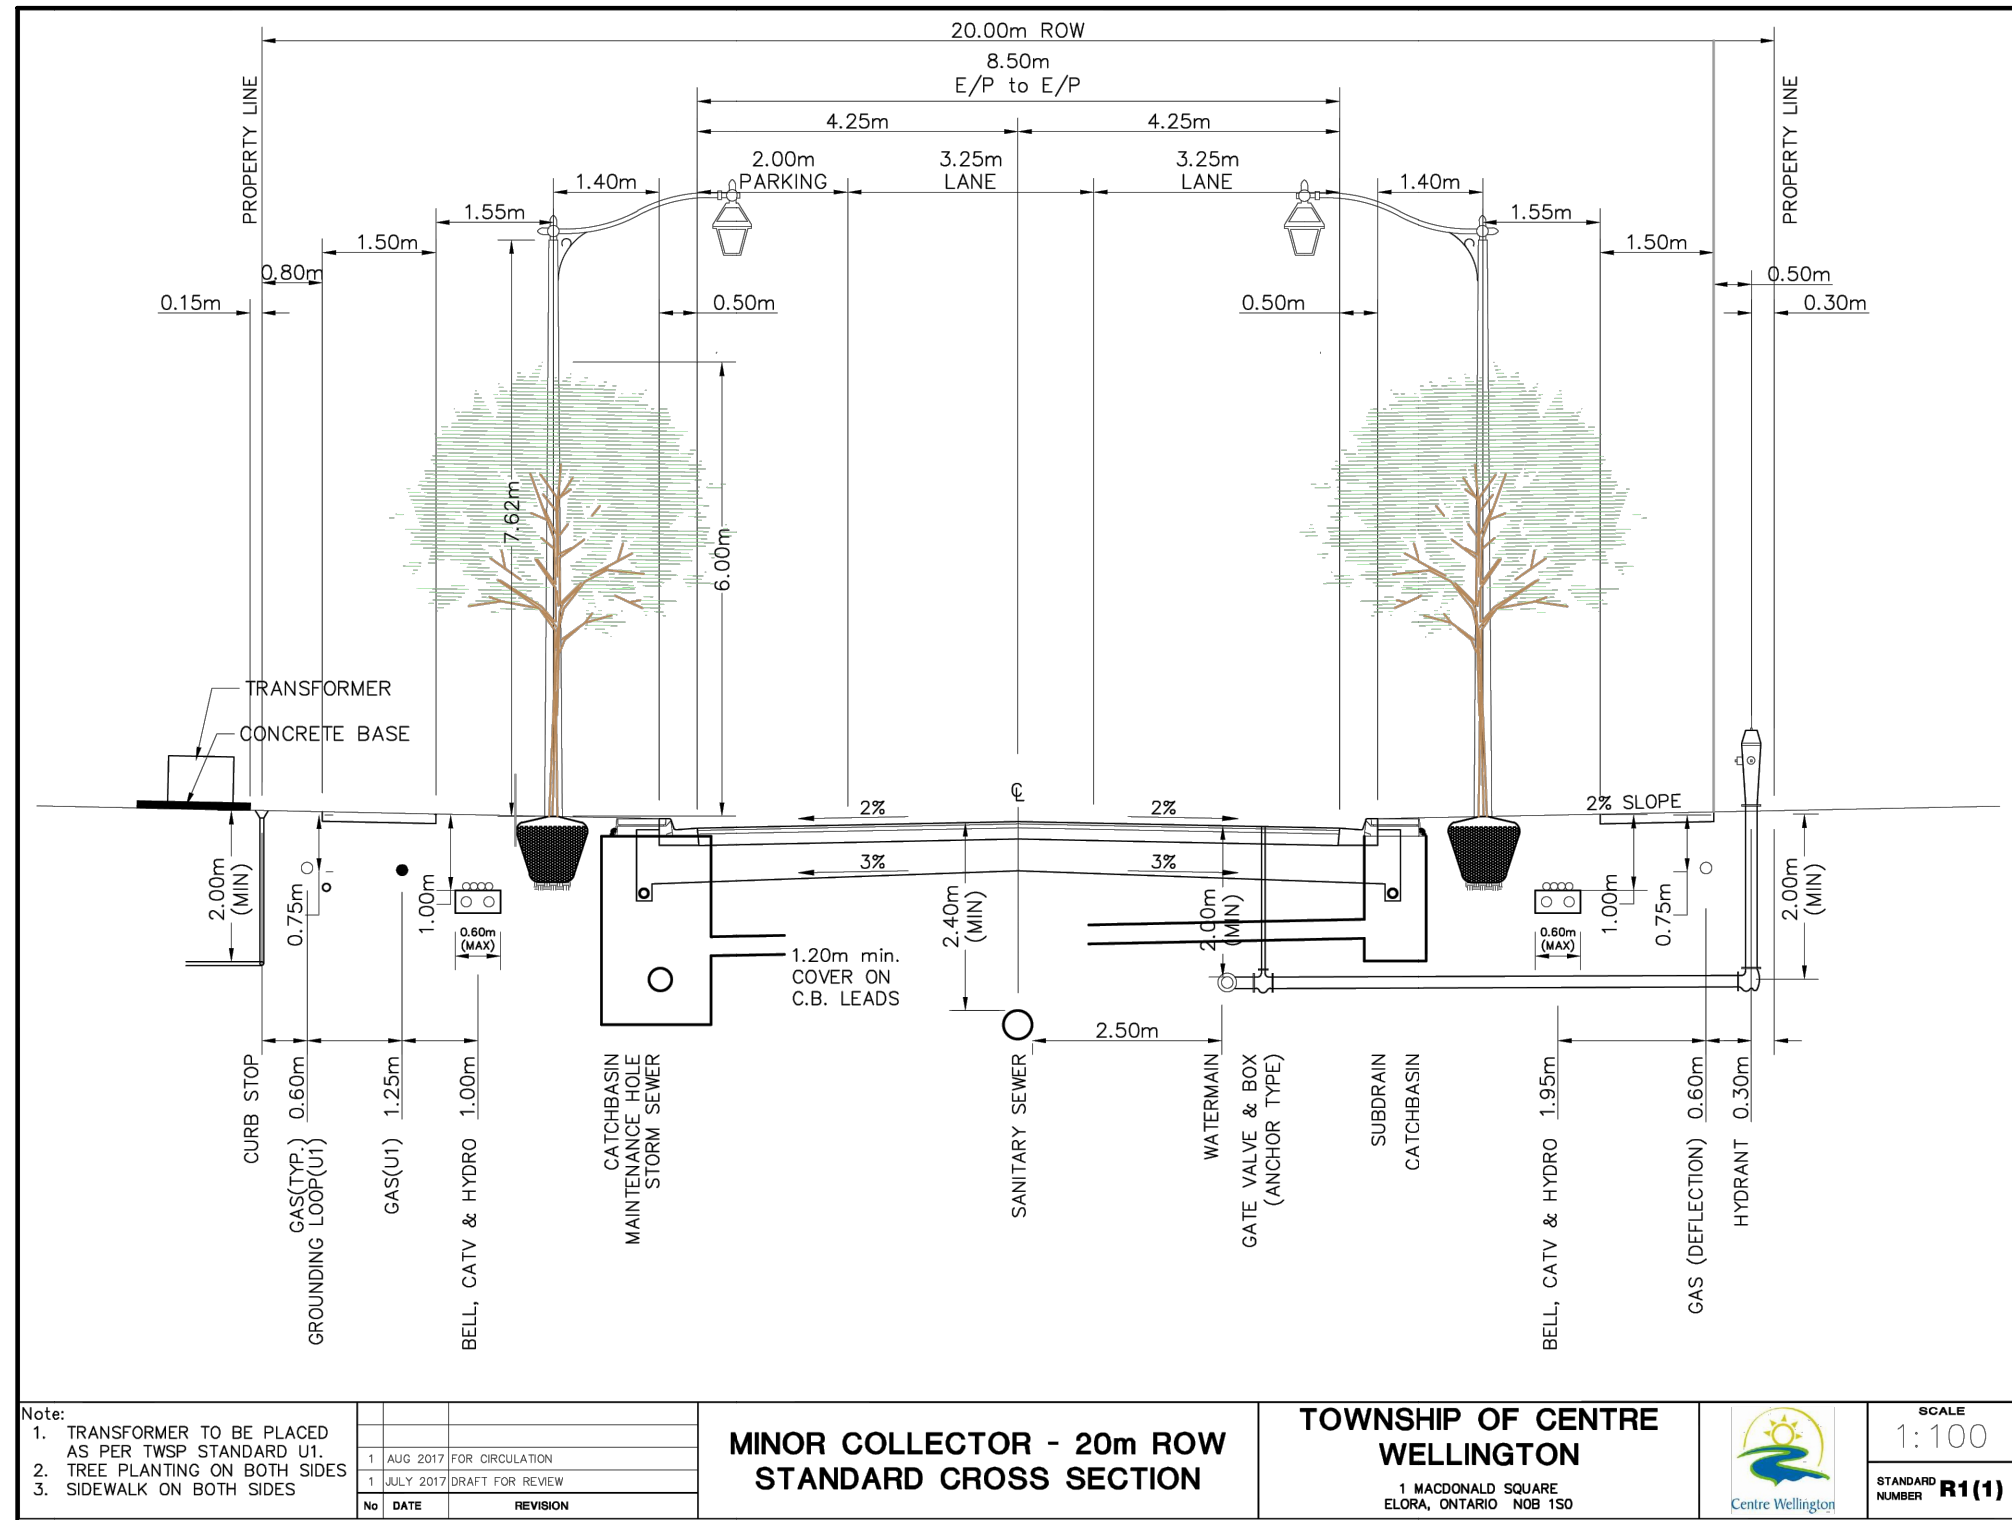 20.00m ROW
8.50m
E/P to E/P
4.25m
4.25m
PROPERTY LINE
PROPERTY LINE
2.00m
PARKING
3.25m
LANE
3.25m
LANE
1.40m
1.40m
1.55m
1.55m
1.50m
1.50m
0.80m
0.50m
0.15m
0.50m
0.50m
0.30m
7.62m
6.00m
TRANSFORMER
CONCRETE BASE
℄
2%
2%
2% SLOPE
3%
3%
2.00m
(MIN)
0.75m
1.00m
0.60m
(MAX)
1.20m min.
COVER ON
C.B. LEADS
2.40m
(MIN)
2.00m
(MIN)
0.60m
(MAX)
1.00m
0.75m
2.00m
(MIN)
2.50m
CURB STOP
GAS(TYP.) 0.60m
GROUNDING LOOP(U1)
GAS(U1) 1.25m
BELL, CATV & HYDRO 1.00m
CATCHBASIN
MAINTENANCE HOLE
STORM SEWER
SANITARY SEWER
WATERMAIN
GATE VALVE & BOX
(ANCHOR TYPE)
SUBDRAIN
CATCHBASIN
BELL, CATV & HYDRO 1.95m
GAS (DEFLECTION) 0.60m
HYDRANT 0.30m
Note:
1. TRANSFORMER TO BE PLACED
AS PER TWSP STANDARD U1.
2. TREE PLANTING ON BOTH SIDES
3. SIDEWALK ON BOTH SIDES
1 AUG 2017 FOR CIRCULATION
1 JULY 2017 DRAFT FOR REVIEW
No DATE REVISION
MINOR COLLECTOR - 20m ROW
STANDARD CROSS SECTION
TOWNSHIP OF CENTRE
WELLINGTON
1 MACDONALD SQUARE
ELORA, ONTARIO N0B 1S0
Centre Wellington
SCALE
1:100
STANDARD
NUMBER R1(1)